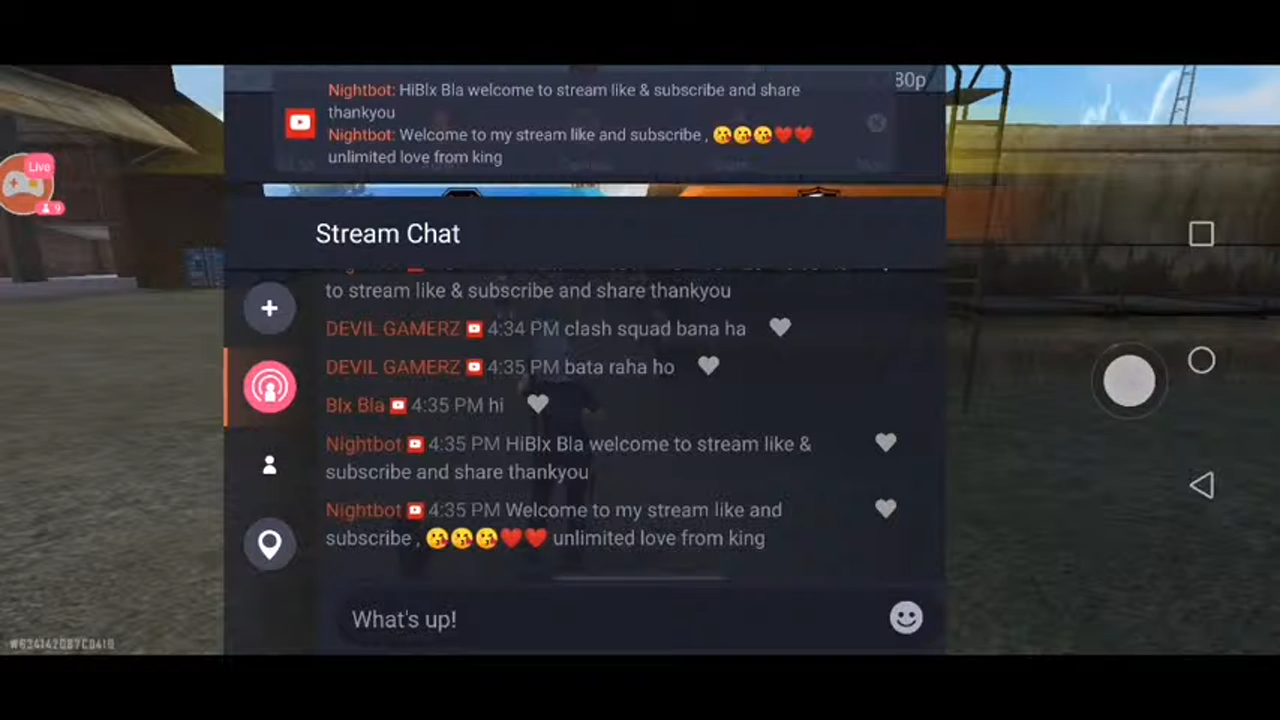 80p
Nightbot: HiBlx Bla welcome to stream like & subscribe and share
thankyou
Nightbot: Welcome to my stream like and subscribe , 😘😘😘❤️❤️
unlimited love from king
Live
9
Stream Chat
to stream like & subscribe and share thankyou
DEVIL GAMERZ 4:34 PM clash squad bana ha
DEVIL GAMERZ 4:35 PM bata raha ho
Blx Bla 4:35 PM hi
Nightbot 4:35 PM HiBlx Bla welcome to stream like &
subscribe and share thankyou
Nightbot 4:35 PM Welcome to my stream like and
subscribe , 😘😘😘❤️❤️ unlimited love from king
What's up!